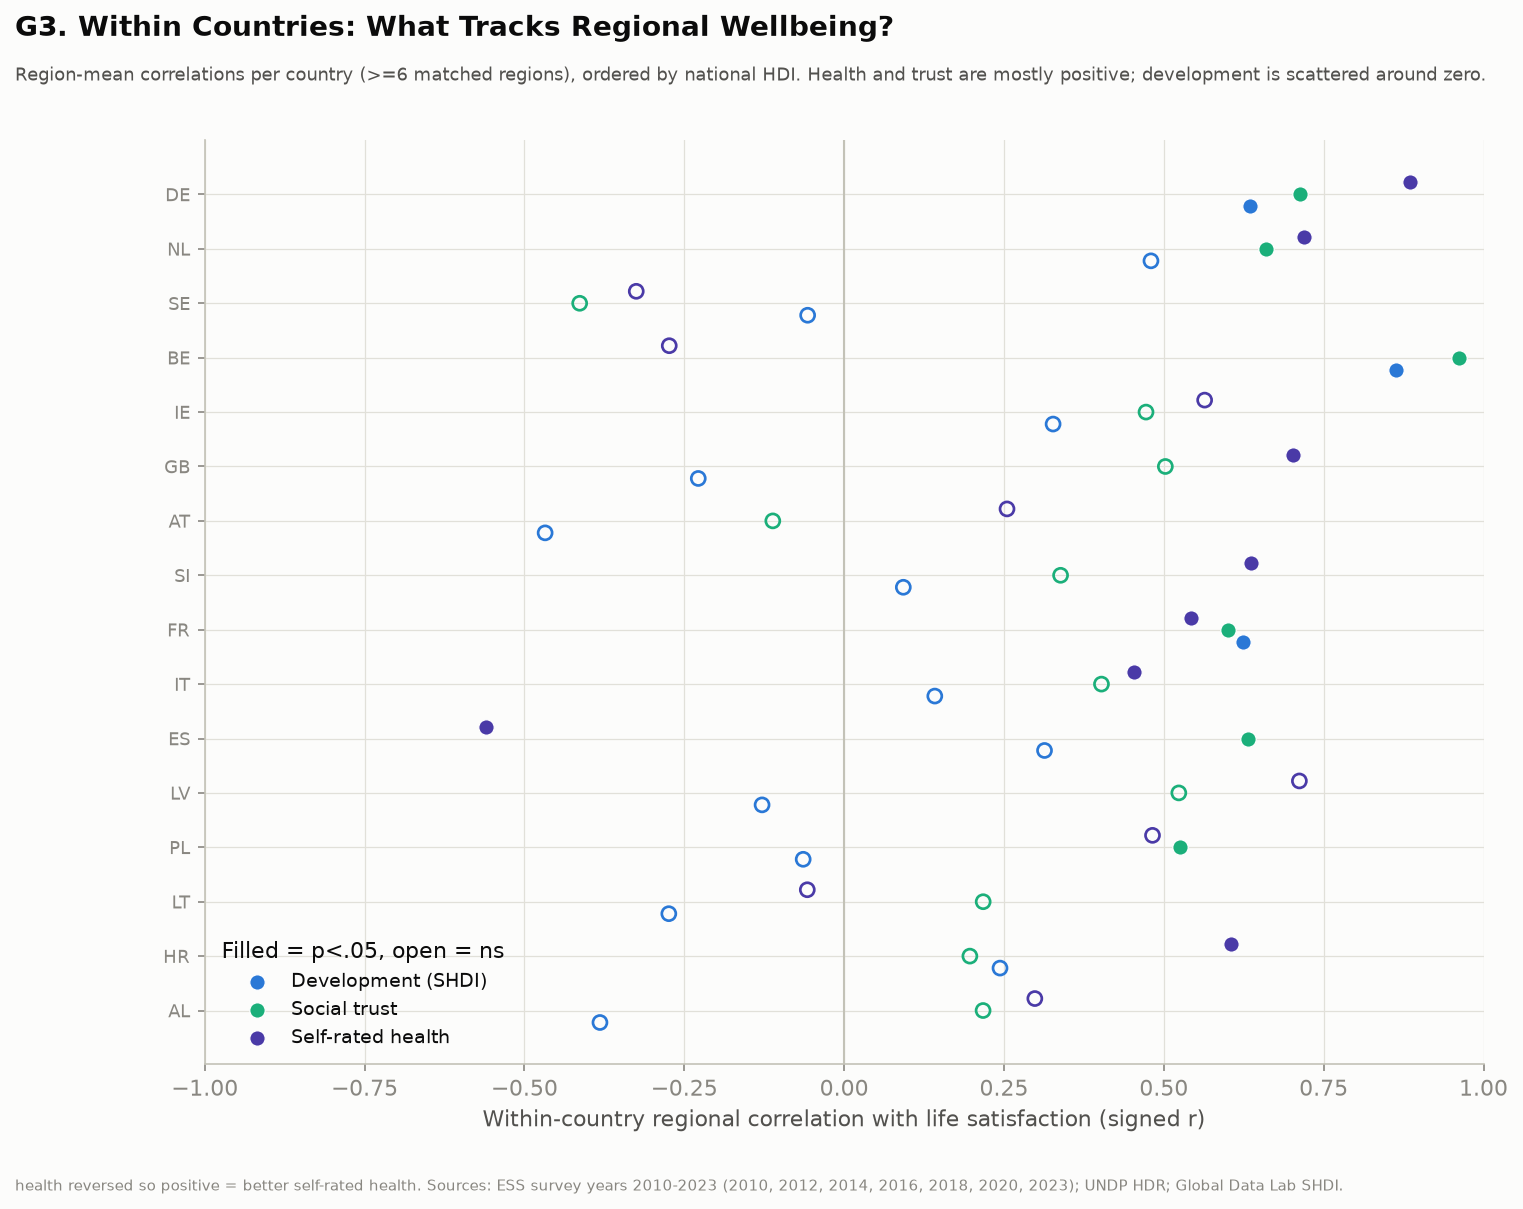 G3. Within Countries: What Tracks Regional Wellbeing?
Region-mean correlations per country (>=6 matched regions), ordered by national HDI. Health and trust are mostly positive; development is scattered around zero.
DE
NL
SE
BE
IE
GB
AT
SI
FR
IT
ES
LV
PL
LT
HR
AL
Filled = p<.05, open = ns
Development (SHDI)
Social trust
Self-rated health
−1.00 −0.75 −0.50 −0.25 0.00 0.25 0.50 0.75 1.00
Within-country regional correlation with life satisfaction (signed r)
health reversed so positive = better self-rated health. Sources: ESS survey years 2010-2023 (2010, 2012, 2014, 2016, 2018, 2020, 2023); UNDP HDR; Global Data Lab SHDI.